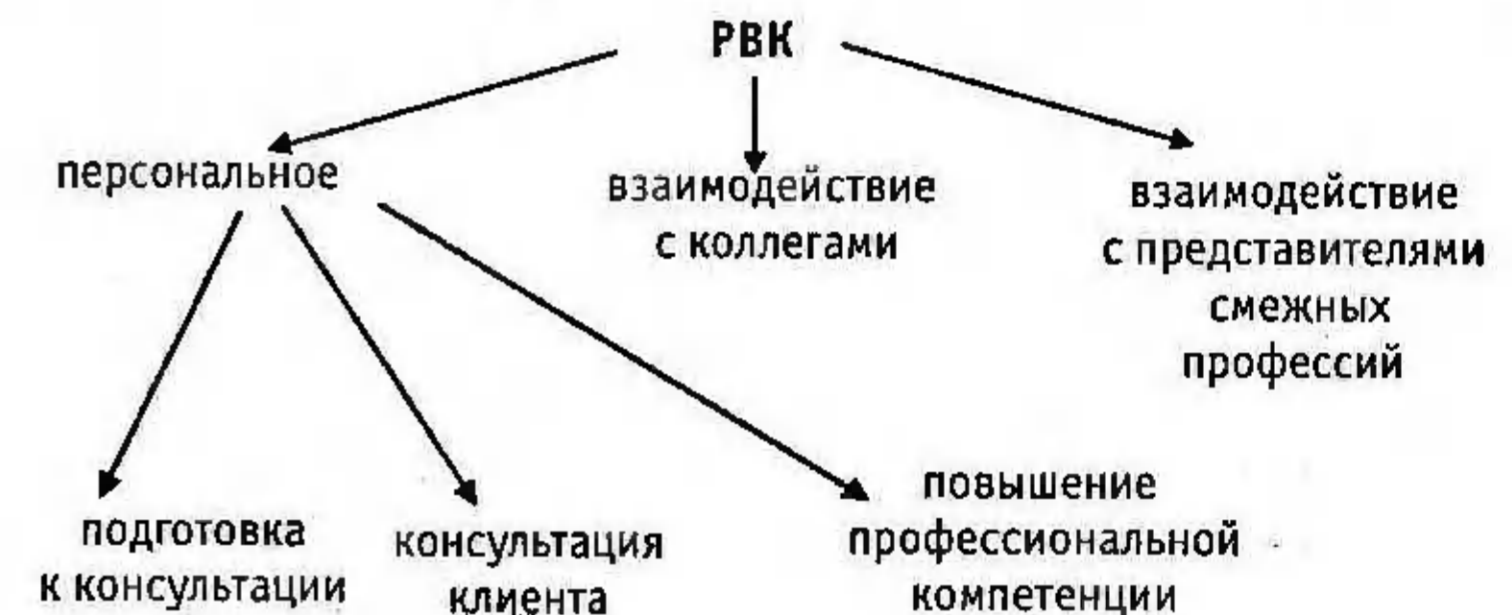 РВК
персональное
взаимодействие
с коллегами
взаимодействие
с представителями
смежных
профессий
подготовка
к консультации
консультация
клиента
повышение
профессиональной
компетенции